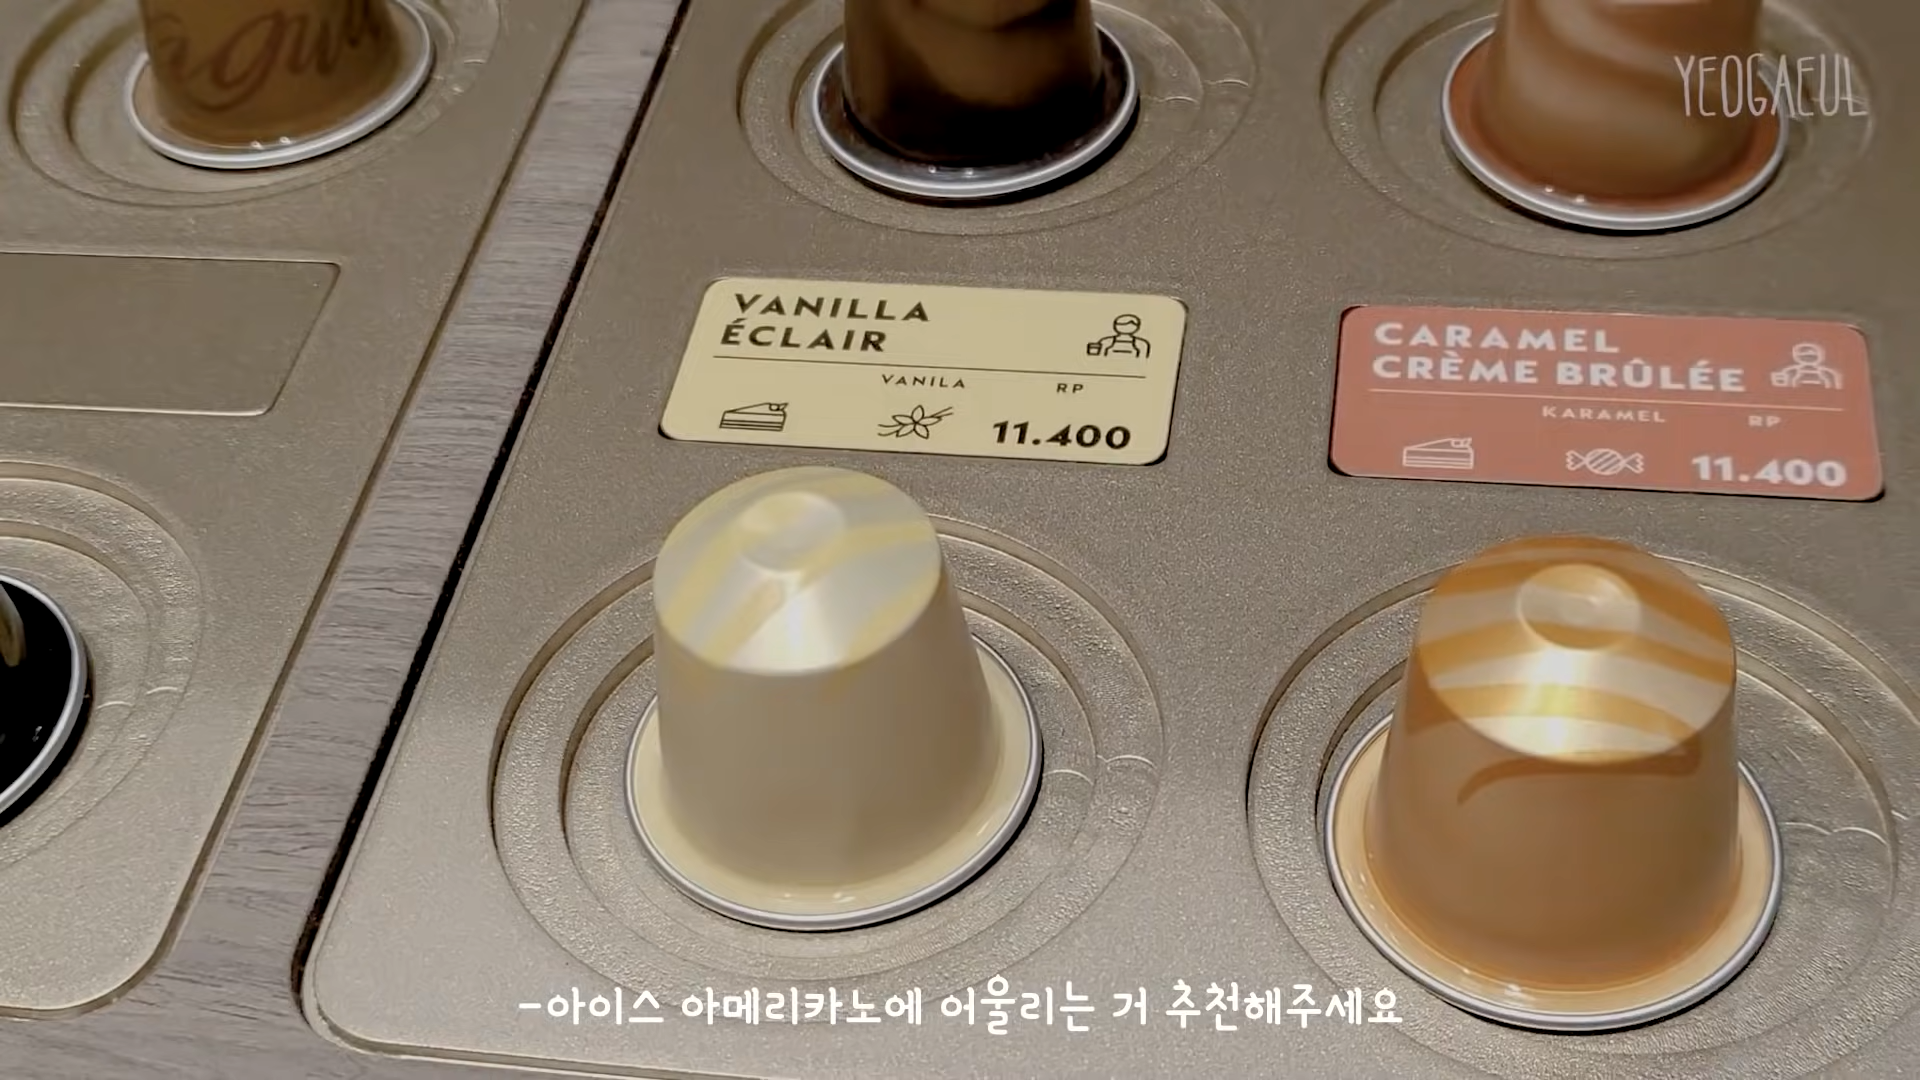 YEOGAEUL
VANILLA
ÉCLAIR
VANILA
RP
11.400
CARAMEL
CRÈME BRÛLÉE
KARAMEL
RP
11.400
-아이스 아메리카노에 어울리는 거 추천해주세요